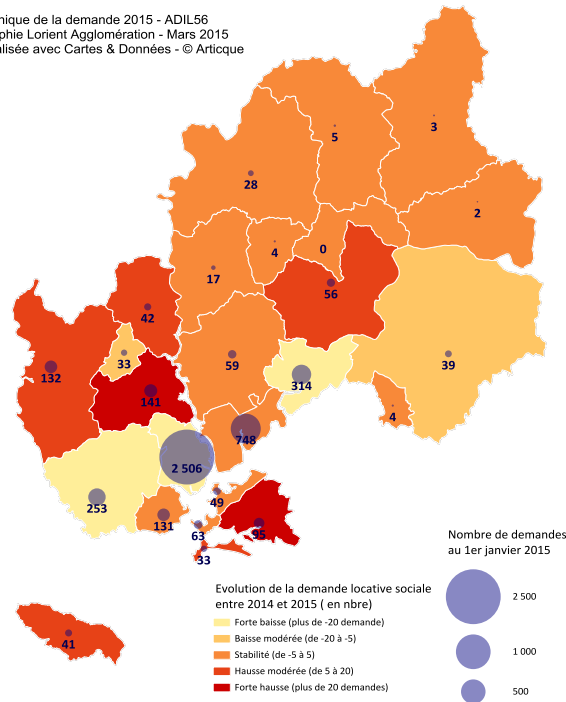 nique de la demande 2015 - ADIL56
phie Lorient Agglomération - Mars 2015
alisée avec Cartes & Données - © Articque
3
5
28
2
4
0
17
56
42
33
132
59
39
314
141
4
748
2 506
253
49
131
63
95
33
41
Nombre de demandes
au 1er janvier 2015
2 500
1 000
500
Evolution de la demande locative sociale
entre 2014 et 2015 ( en nbre)
Forte baisse (plus de -20 demande)
Baisse modérée (de -20 à -5)
Stabilité (de -5 à 5)
Hausse modérée (de 5 à 20)
Forte hausse (plus de 20 demandes)